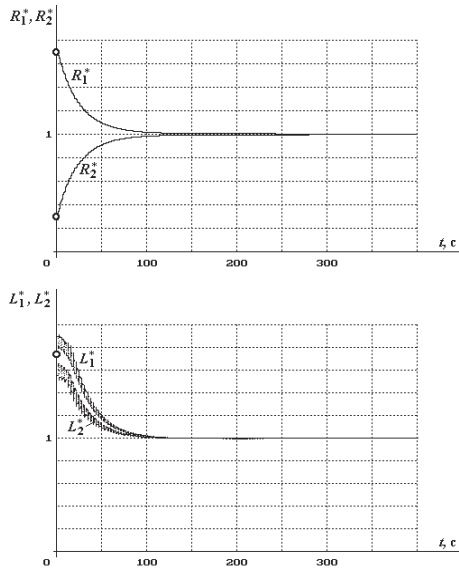 R₁*, R₂*
R₁*
1
R₂*
t, с
0 100 200 300
L₁*, L₂*
L₁*
L₂*
1
t, с
0 100 200 300